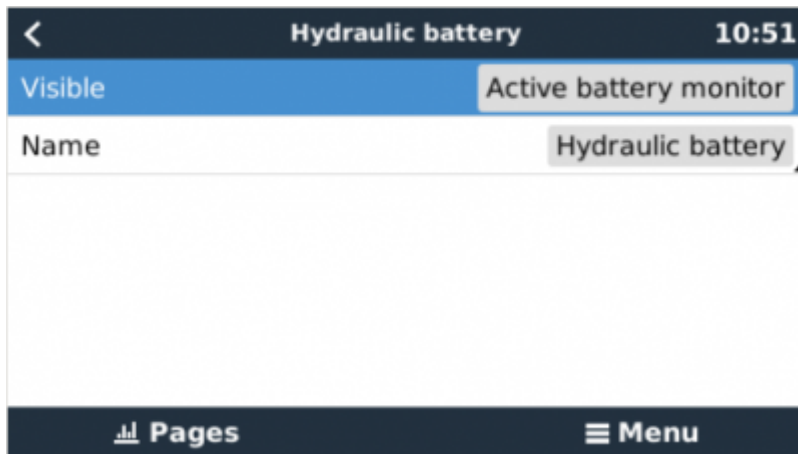 Hydraulic battery 10:51
Visible Active battery monitor
Name Hydraulic battery
Pages Menu